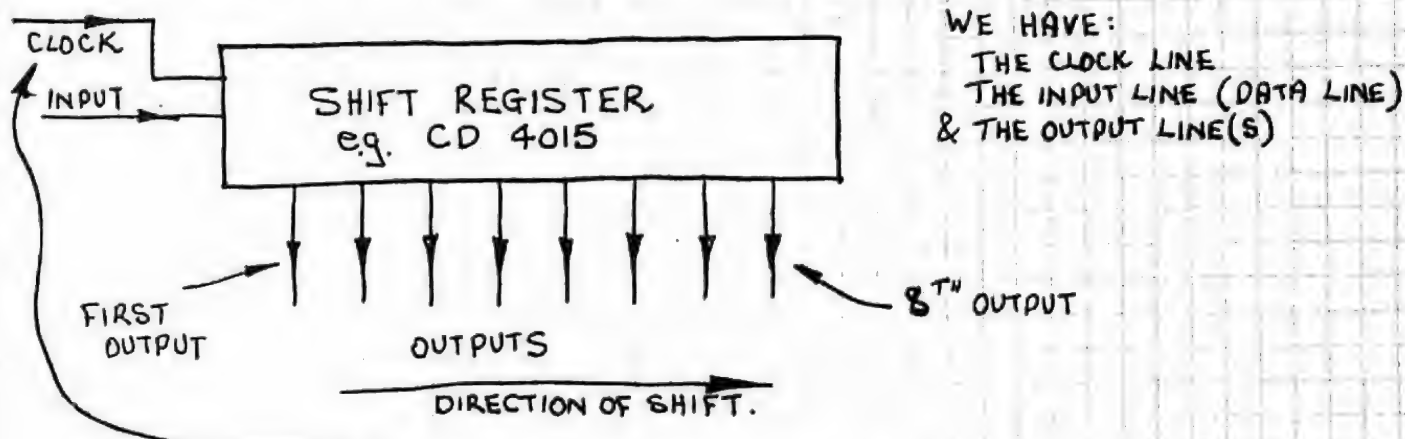 CLOCK
INPUT
SHIFT REGISTER
e.g. CD 4015
WE HAVE:
THE CLOCK LINE
THE INPUT LINE (DATA LINE)
& THE OUTPUT LINE(S)
FIRST
OUTPUT
OUTPUTS
8TH OUTPUT
DIRECTION OF SHIFT.